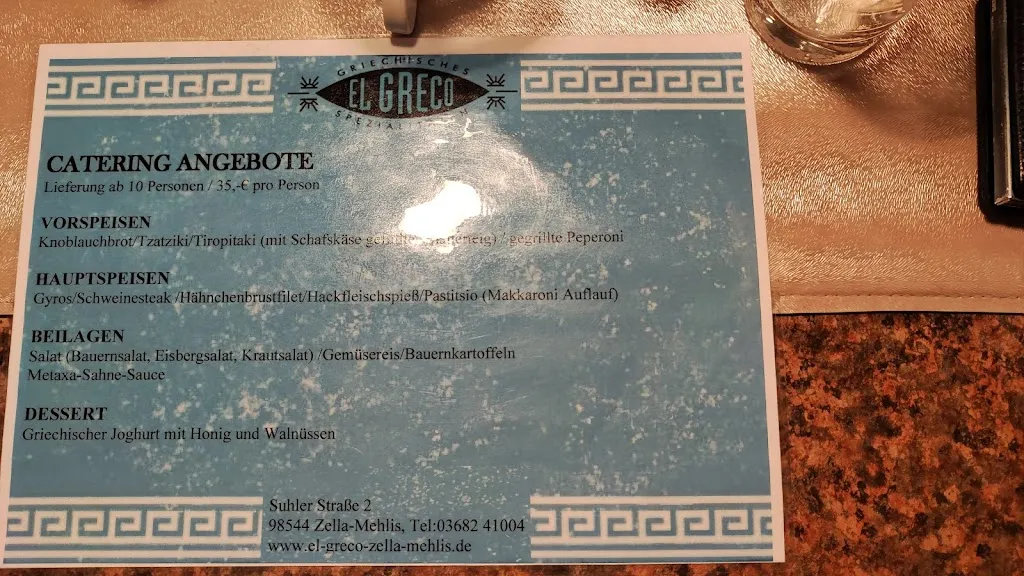 GRIECHISCHES
EL GRECO
CATERING ANGEBOTE
Lieferung ab 10 Personen / 35,-€ pro Person
VORSPEISEN
Knoblauchbrot/Tzatziki/Tiropitaki (mit Schafskäse / gegrillte Peperoni
HAUPTSPEISEN
Gyros/Schweinesteak /Hähnchenbrustfilet/Hackfleischspieß/Pastitsio (Makkaroni Auflauf)
BEILAGEN
Salat (Bauernsalat, Eisbergsalat, Krautsalat) /Gemüsereis/Bauernkartoffeln
Metaxa-Sahne-Sauce
DESSERT
Griechischer Joghurt mit Honig und Walnüssen
Suhler Straße 2
98544 Zella-Mehlis, Tel:03682 41004
www.el-greco-zella-mehlis.de